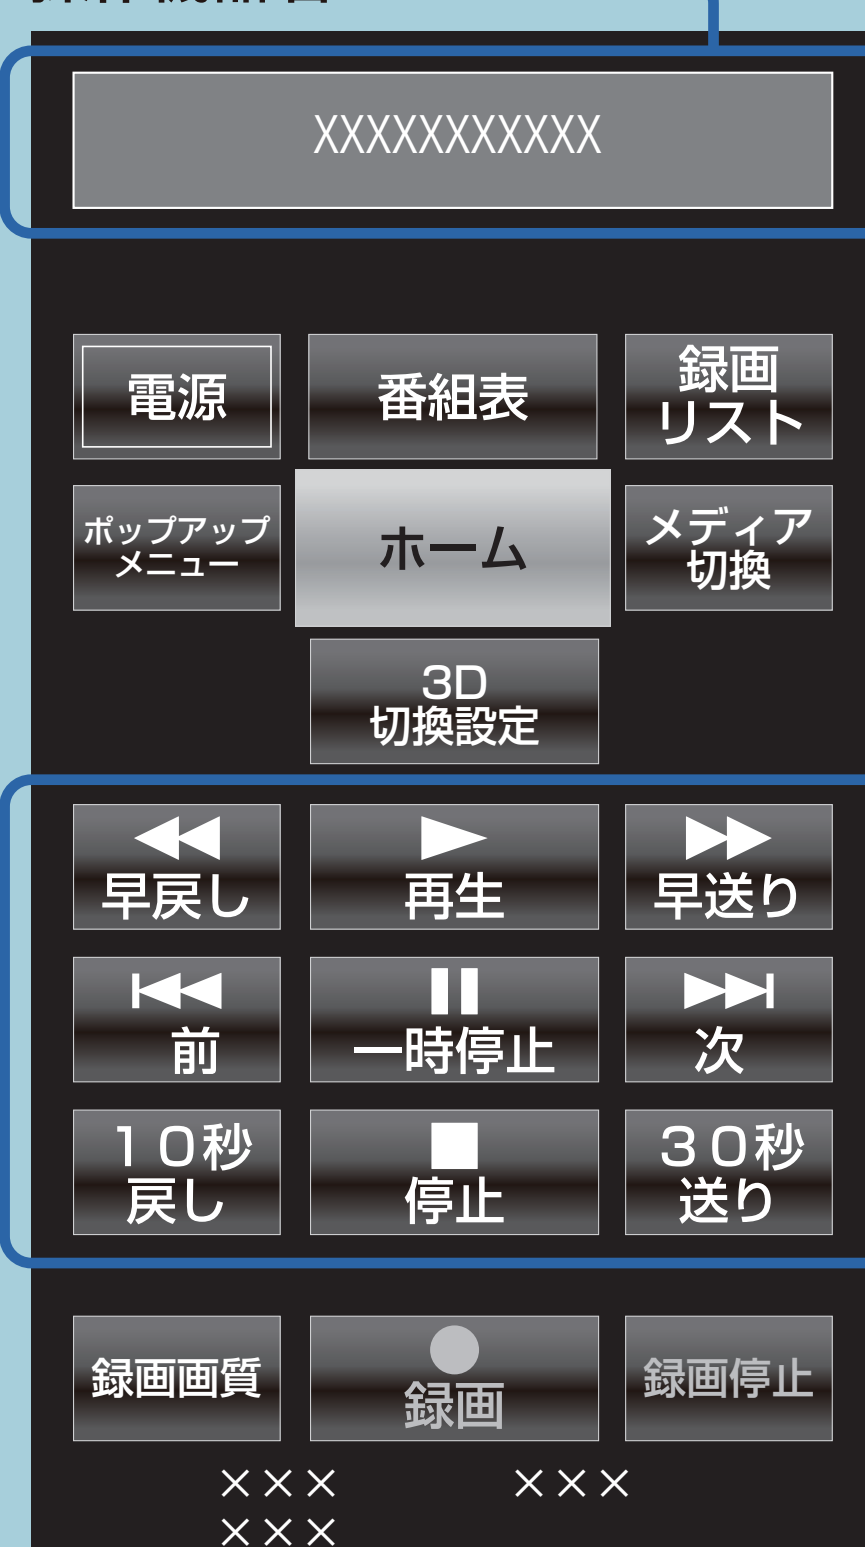 XXXXXXXXXXX
電源
番組表
録画
リスト
ポップアップ
メニュー
ホーム
メディア
切換
3D
切換設定
早戻し
再生
早送り
前
一時停止
次
10秒
戻し
停止
30秒
送り
録画画質
録画
録画停止
××× ×××
×××